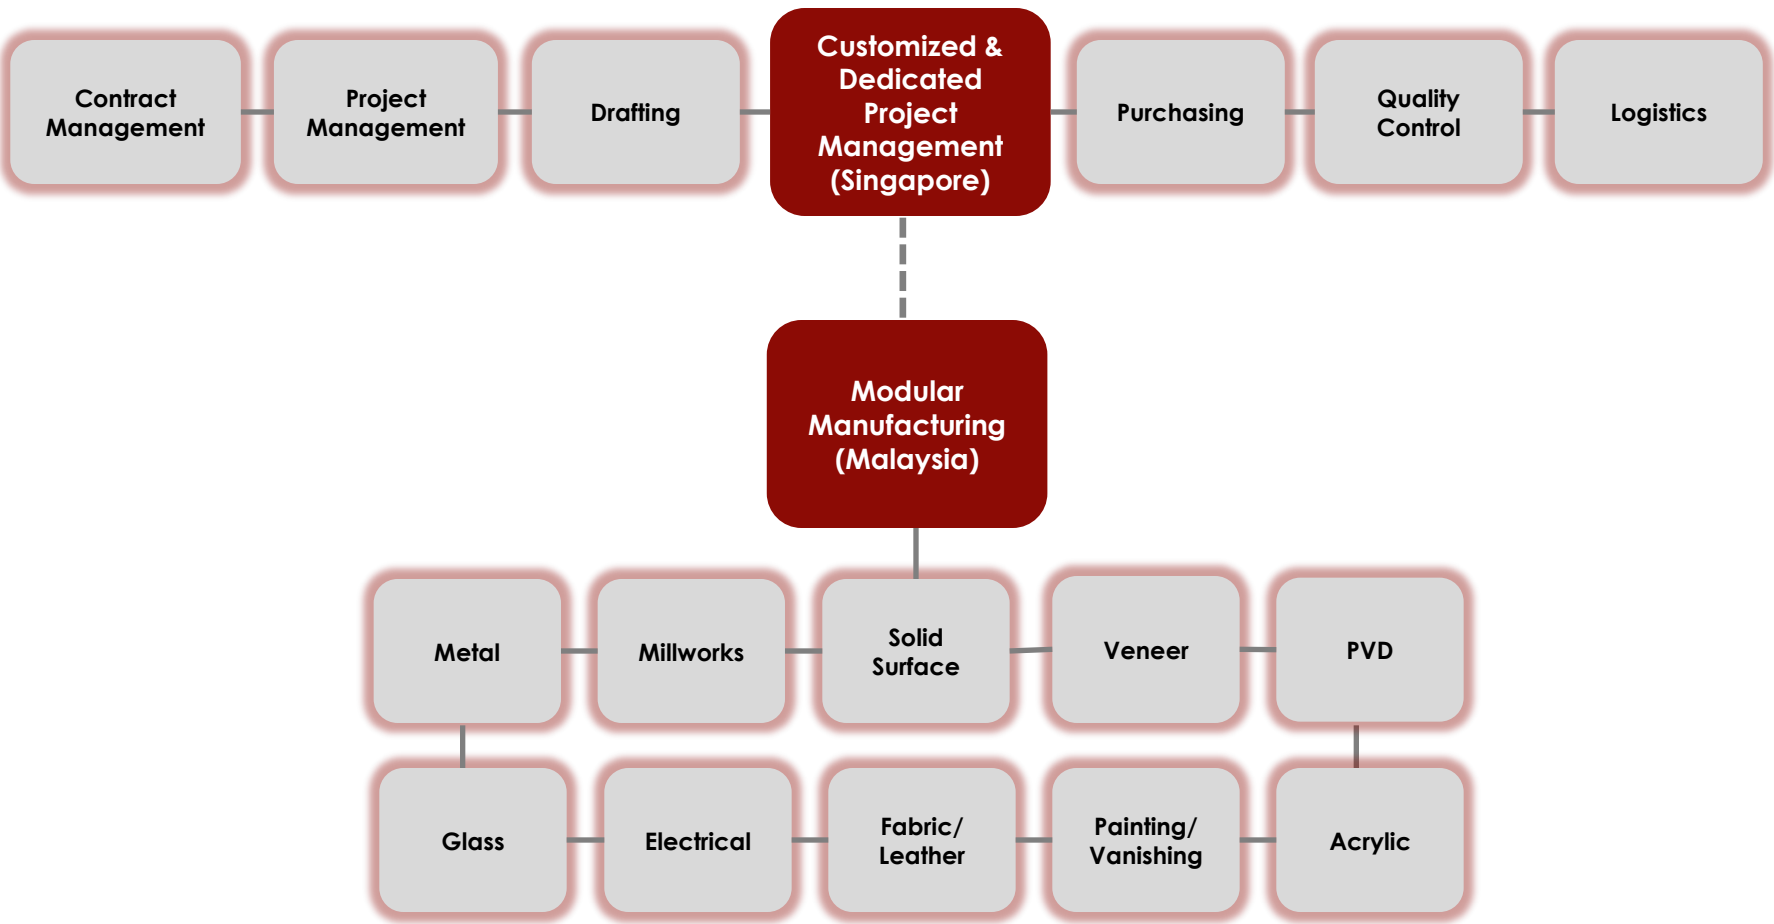 Contract
Management
Project
Management
Drafting
Customized &
Dedicated
Project
Management
(Singapore)
Purchasing
Quality
Control
Logistics
Modular
Manufacturing
(Malaysia)
Metal
Millworks
Solid
Surface
Veneer
PVD
Glass
Electrical
Fabric/
Leather
Painting/
Vanishing
Acrylic